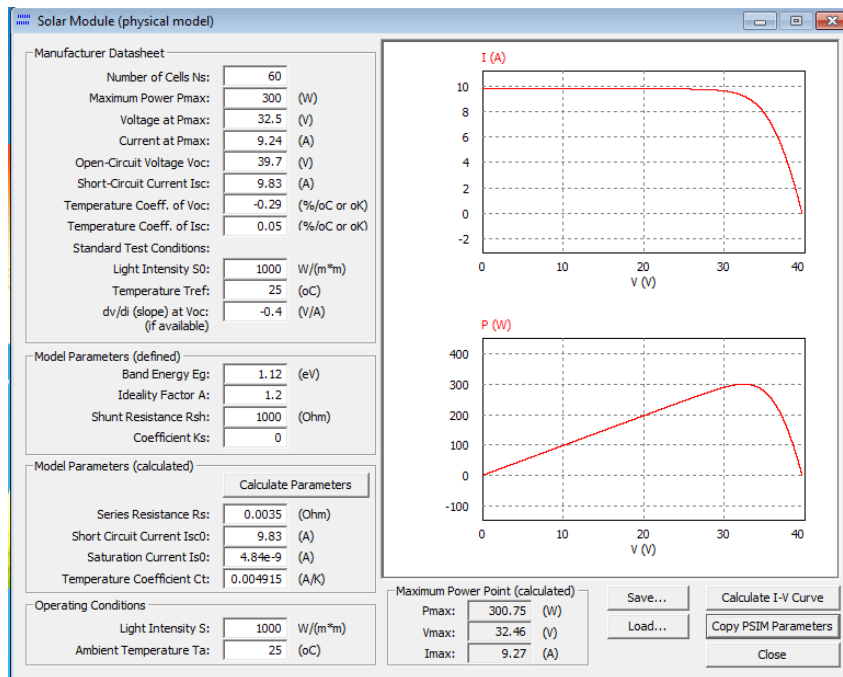 Solar Module (physical model)
Manufacturer Datasheet
Number of Cells Ns: 60
Maximum Power Pmax: 300 (W)
Voltage at Pmax: 32.5 (V)
Current at Pmax: 9.24 (A)
Open-Circuit Voltage Voc: 39.7 (V)
Short-Circuit Current Isc: 9.83 (A)
Temperature Coeff. of Voc: -0.29 (%/oC or oK)
Temperature Coeff. of Isc: 0.05 (%/oC or oK)
Standard Test Conditions:
Light Intensity S0: 1000 W/(m*m)
Temperature Tref: 25 (oC)
dv/di (slope) at Voc: -0.4 (V/A)
(if available)
Model Parameters (defined)
Band Energy Eg: 1.12 (eV)
Ideality Factor A: 1.2
Shunt Resistance Rsh: 1000 (Ohm)
Coefficient Ks: 0
Model Parameters (calculated)
Calculate Parameters
Series Resistance Rs: 0.0035 (Ohm)
Short Circuit Current Isc0: 9.83 (A)
Saturation Current Is0: 4.84e-9 (A)
Temperature Coefficient Ct: 0.004915 (A/K)
Operating Conditions
Light Intensity S: 1000 W/(m*m)
Ambient Temperature Ta: 25 (oC)
I (A)
10
8
6
4
2
0
-2
0 10 20 30 40
V (V)
P (W)
400
300
200
100
0
-100
0 10 20 30 40
V (V)
Maximum Power Point (calculated)
Pmax: 300.75 (W)
Vmax: 32.46 (V)
Imax: 9.27 (A)
Save...
Load...
Calculate I-V Curve
Copy PSIM Parameters
Close